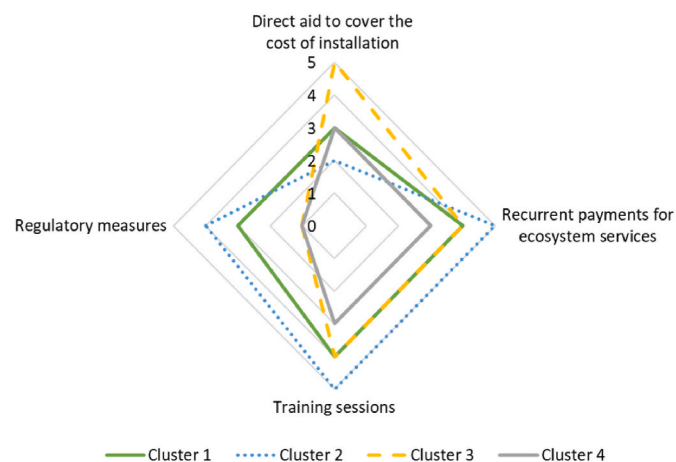 Direct aid to cover the
cost of installation
5
4
3
2
1
0
Regulatory measures
Recurrent payments for
ecosystem services
Training sessions
Cluster 1 Cluster 2 Cluster 3 Cluster 4